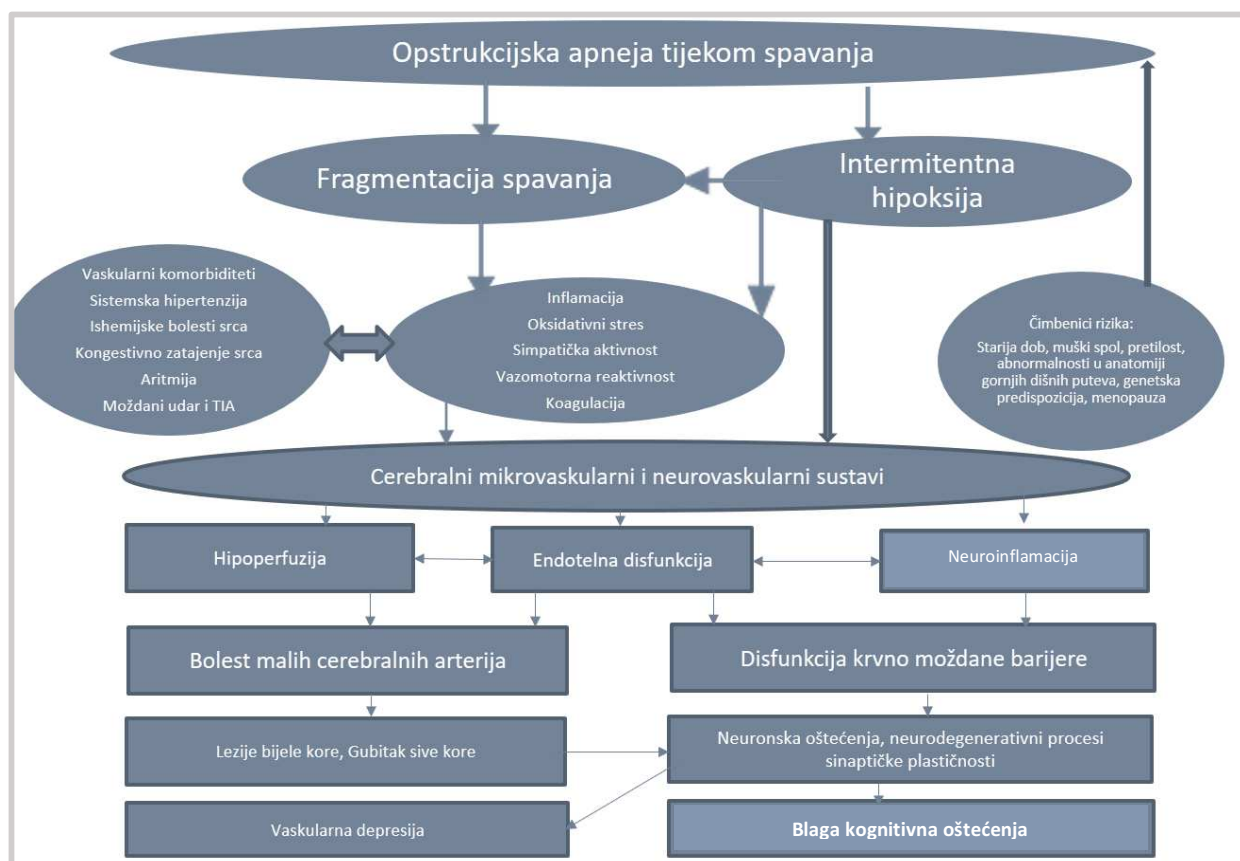 Opstrukcijska apneja tijekom spavanja
Fragmentacija spavanja
Intermitentna
hipoksija
Vaskularni komorbiditeti
Sistemska hipertenzija
Ishemijske bolesti srca
Kongestivno zatajenje srca
Aritmija
Moždani udar i TIA
Inflamacija
Oksidativni stres
Simpatička aktivnost
Vazomotorna reaktivnost
Koagulacija
Čimbenici rizika:
Starija dob, muški spol, pretilost,
abnormalnosti u anatomiji
gornjih dišnih puteva, genetska
predispozicija, menopauza
Cerebralni mikrovaskularni i neurovaskularni sustavi
Hipoperfuzija
Endotelna disfunkcija
Neuroinflamacija
Bolest malih cerebralnih arterija
Disfunkcija krvno moždane barijere
Lezije bijele kore, Gubitak sive kore
Neuronska oštećenja, neurodegenerativni procesi
sinaptičke plastičnosti
Vaskularna depresija
Blaga kognitivna oštećenja